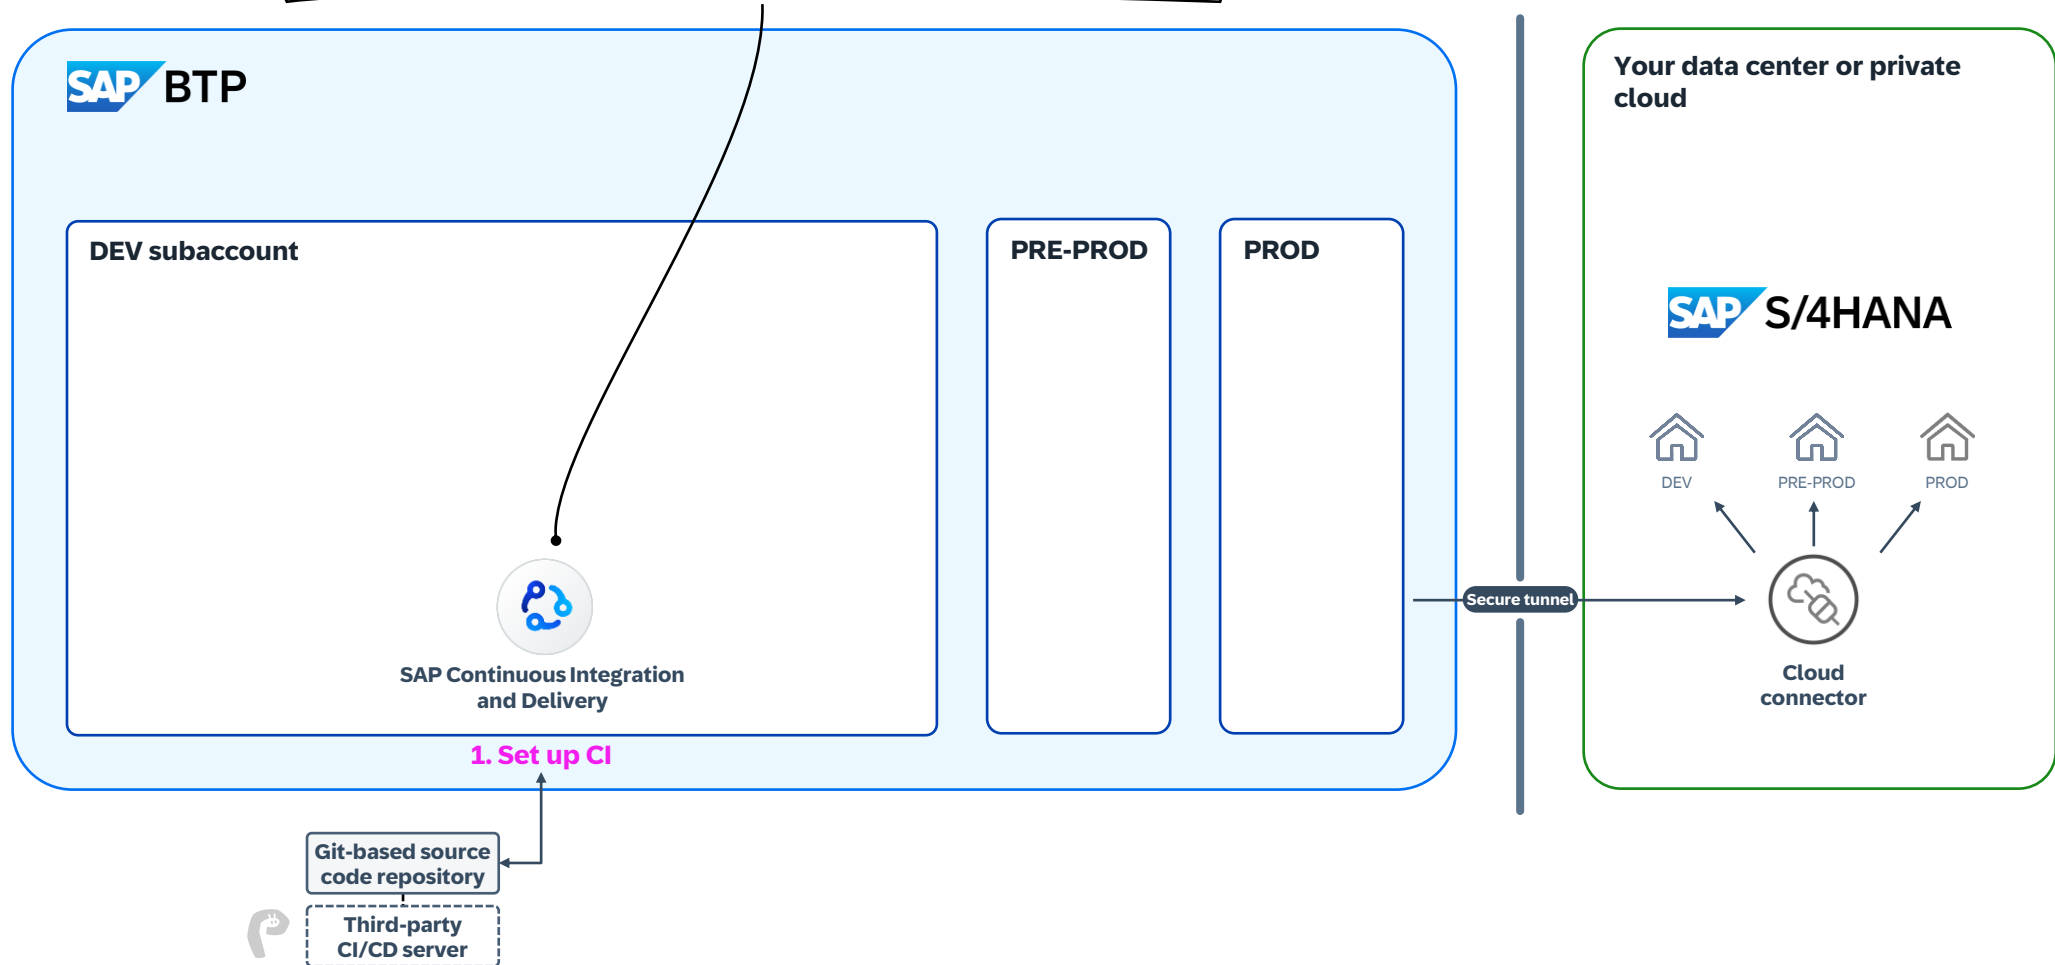 SAP BTP
Your data center or private
cloud
DEV subaccount
PRE-PROD
PROD
SAP S/4HANA
DEV
PRE-PROD
PROD
Secure tunnel
SAP Continuous Integration
and Delivery
Cloud
connector
1. Set up CI
Git-based source
code repository
Third-party
CI/CD server